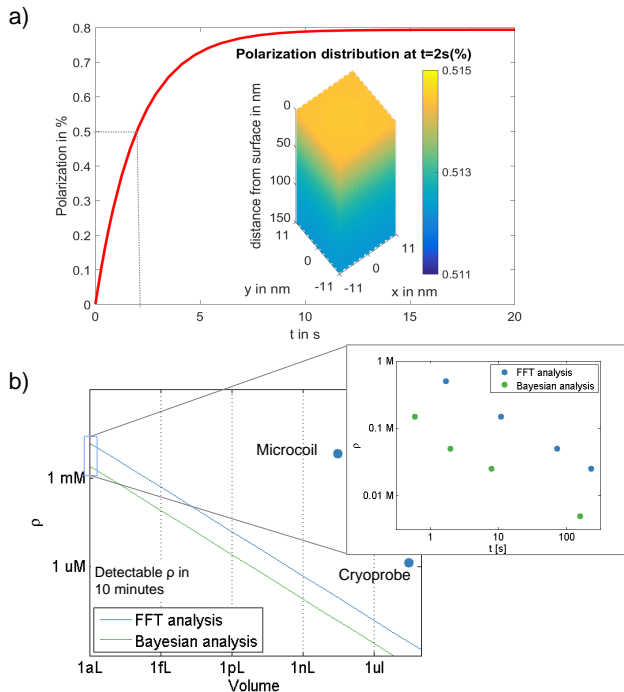 a)
0.8
0.7
0.6
0.5
0.4
0.3
0.2
0.1
0
Polarization in %
0 5 10 15 20
t in s
Polarization distribution at t=2s(%)
0
50
100
150
distance from surface in nm
11
0
-11
y in nm
-11
0
11
x in nm
0.515
0.513
0.511
b)
ρ
1 mM
1 uM
Microcoil
Cryoprobe
Detectable ρ in
10 minutes
FFT analysis
Bayesian analysis
1aL 1fL 1pL 1nL 1ul
Volume
1 M
0.1 M
0.01 M
ρ
FFT analysis
Bayesian analysis
1 10 100
t [s]